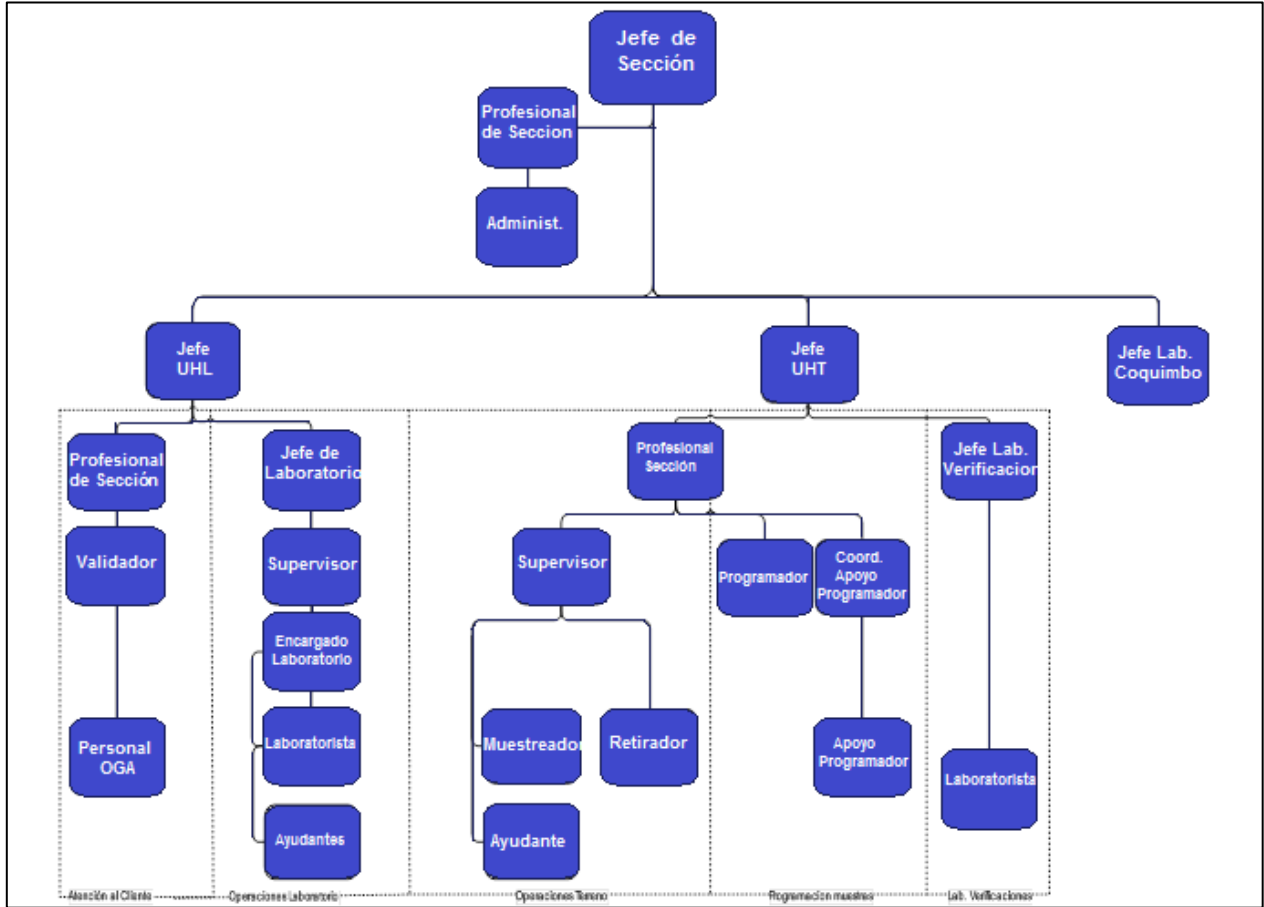 Jefe de
Sección
Profesional
de Seccion
Administ.
Jefe
UHL
Jefe
UHT
Jefe Lab.
Coquimbo
Profesional
de Sección
Jefe de
Laboratorio
Profesional
Sección
Jefe Lab.
Verificacior
Validador
Supervisor
Supervisor
Programador
Coord.
Apoyo
Programador
Encargado
Laboratorio
Personal
OGA
Laboratorista
Muestreador
Retirador
Apoyo
Programador
Laboratorista
Ayudantes
Ayudante
Atención al Cliente
Operaciones Laboratorio
Operaciones Terreno
Programacion muestras
Lab. Verificaciones